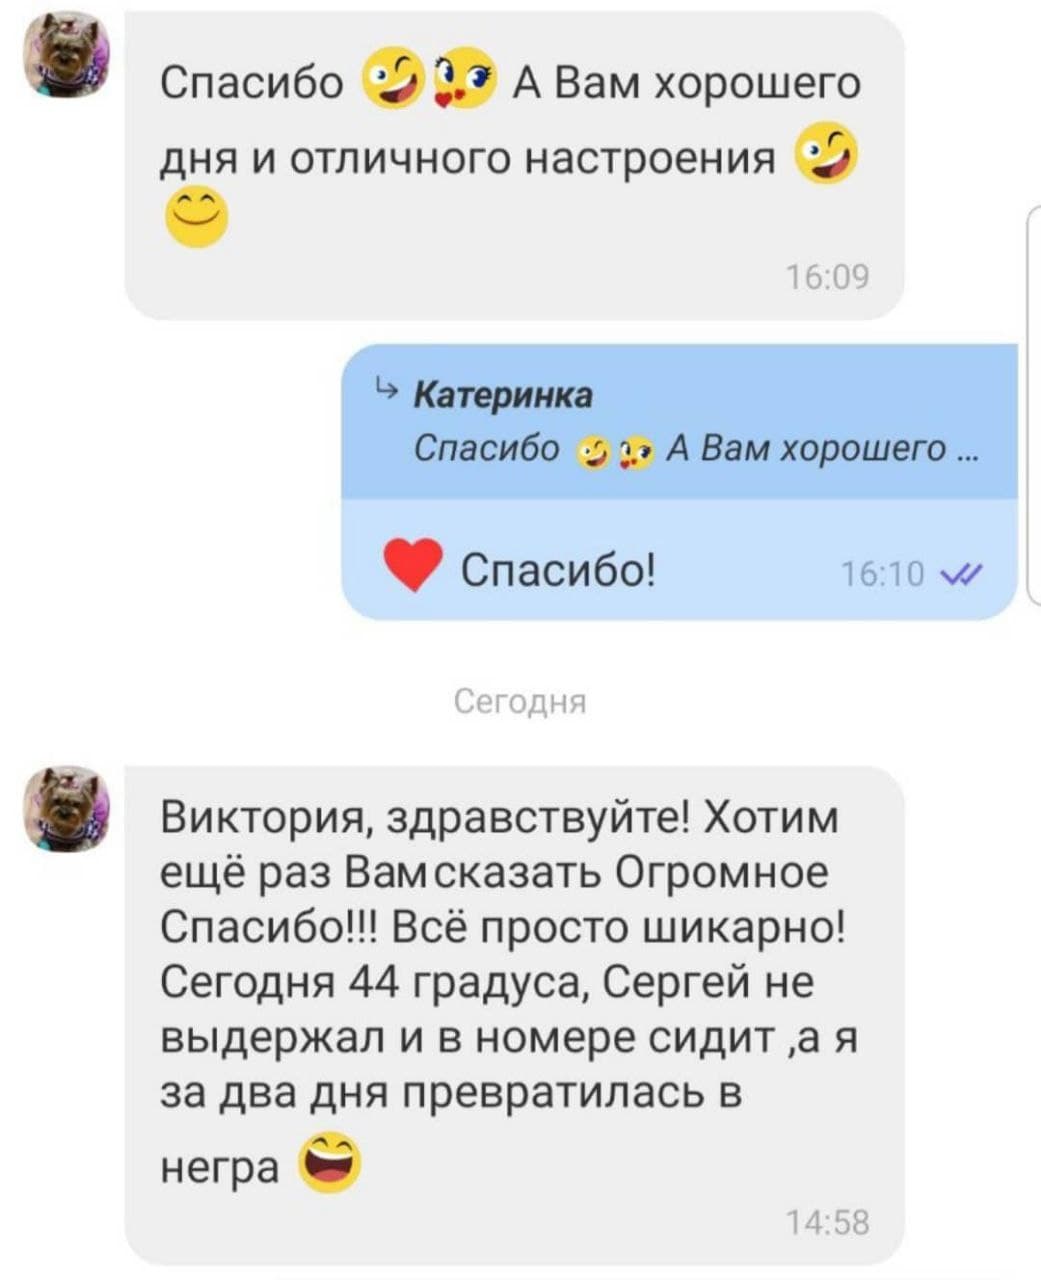 Спасибо 🤪😘 А Вам хорошего
дня и отличного настроения 🤪
😊
16:09
↳ Катеринка
Спасибо 🤪😘 А Вам хорошего ...
❤ Спасибо!
16:10
Сегодня
Виктория, здравствуйте! Хотим
ещё раз Вам сказать Огромное
Спасибо!!! Всё просто шикарно!
Сегодня 44 градуса, Сергей не
выдержал и в номере сидит ,а я
за два дня превратилась в
негра 😄
14:58